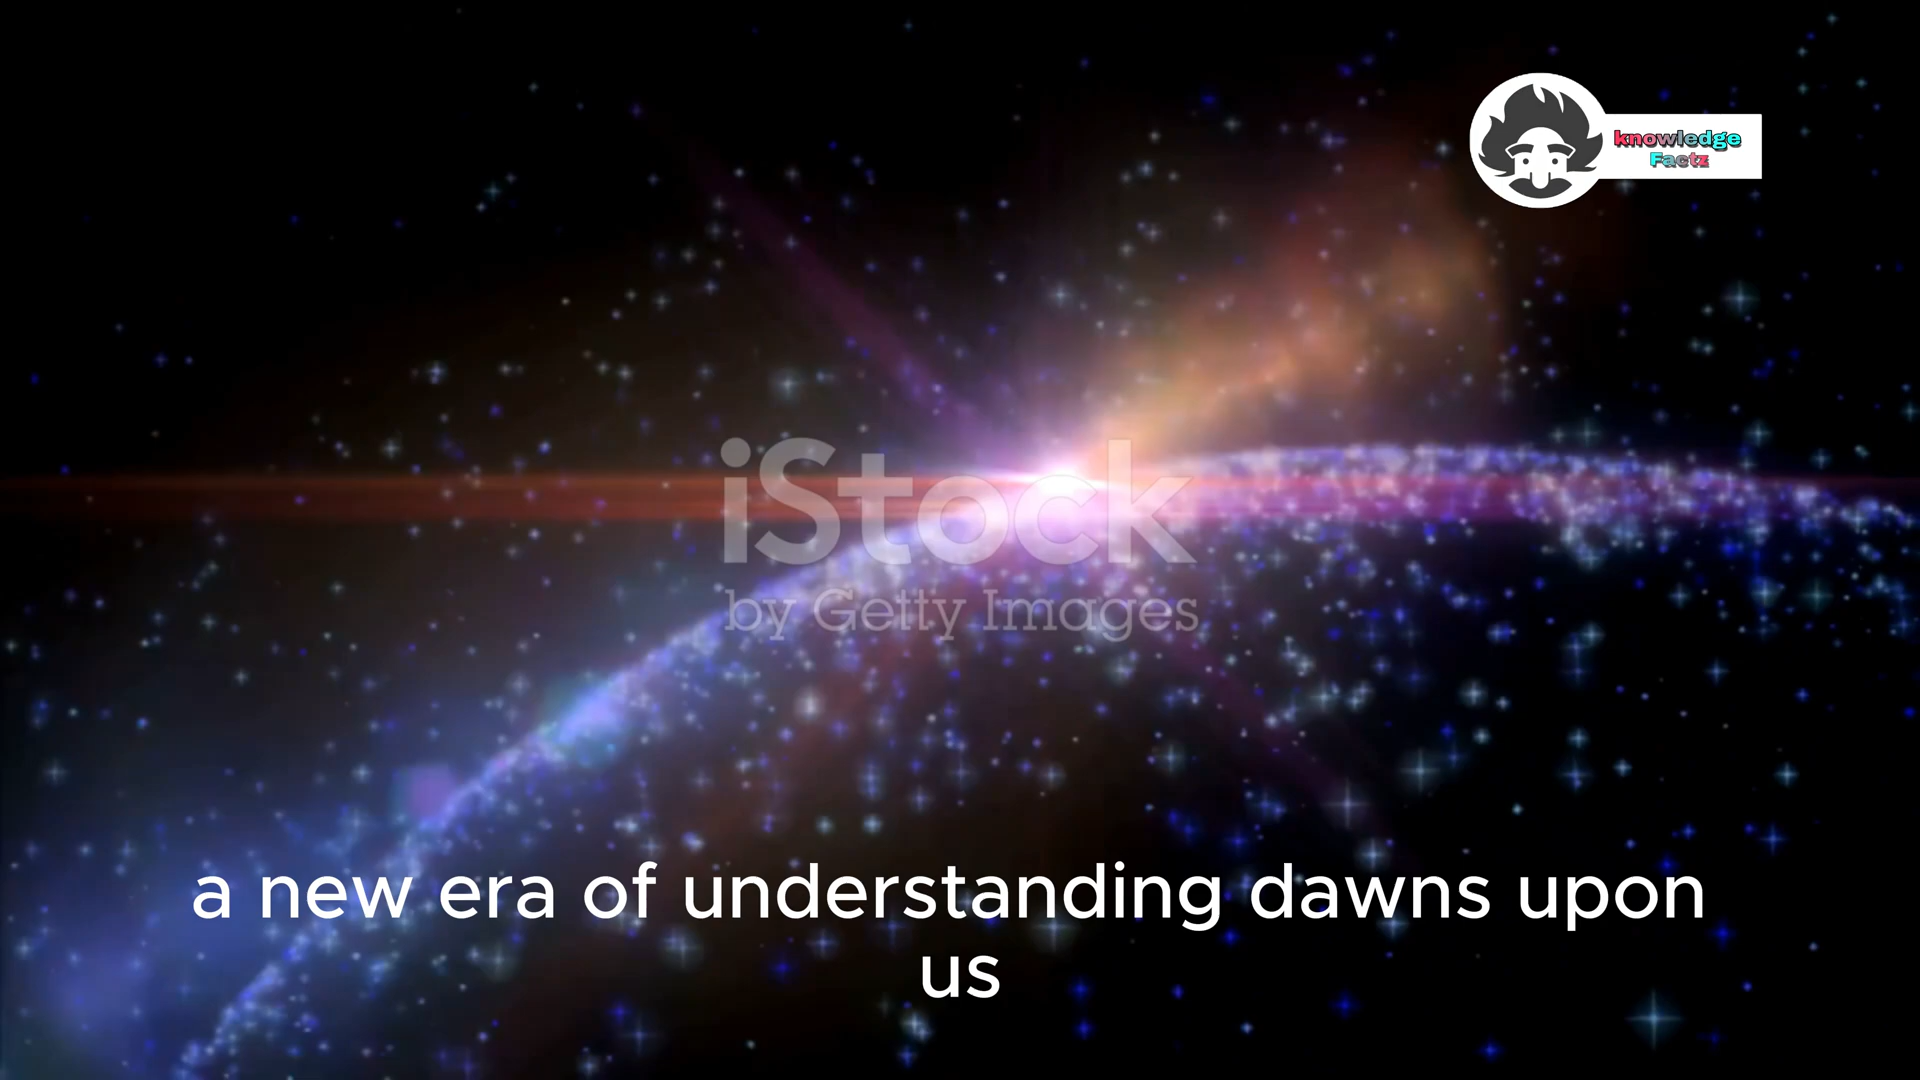 knowledge
Factz
iStock
by Getty Images
a new era of understanding dawns upon
us